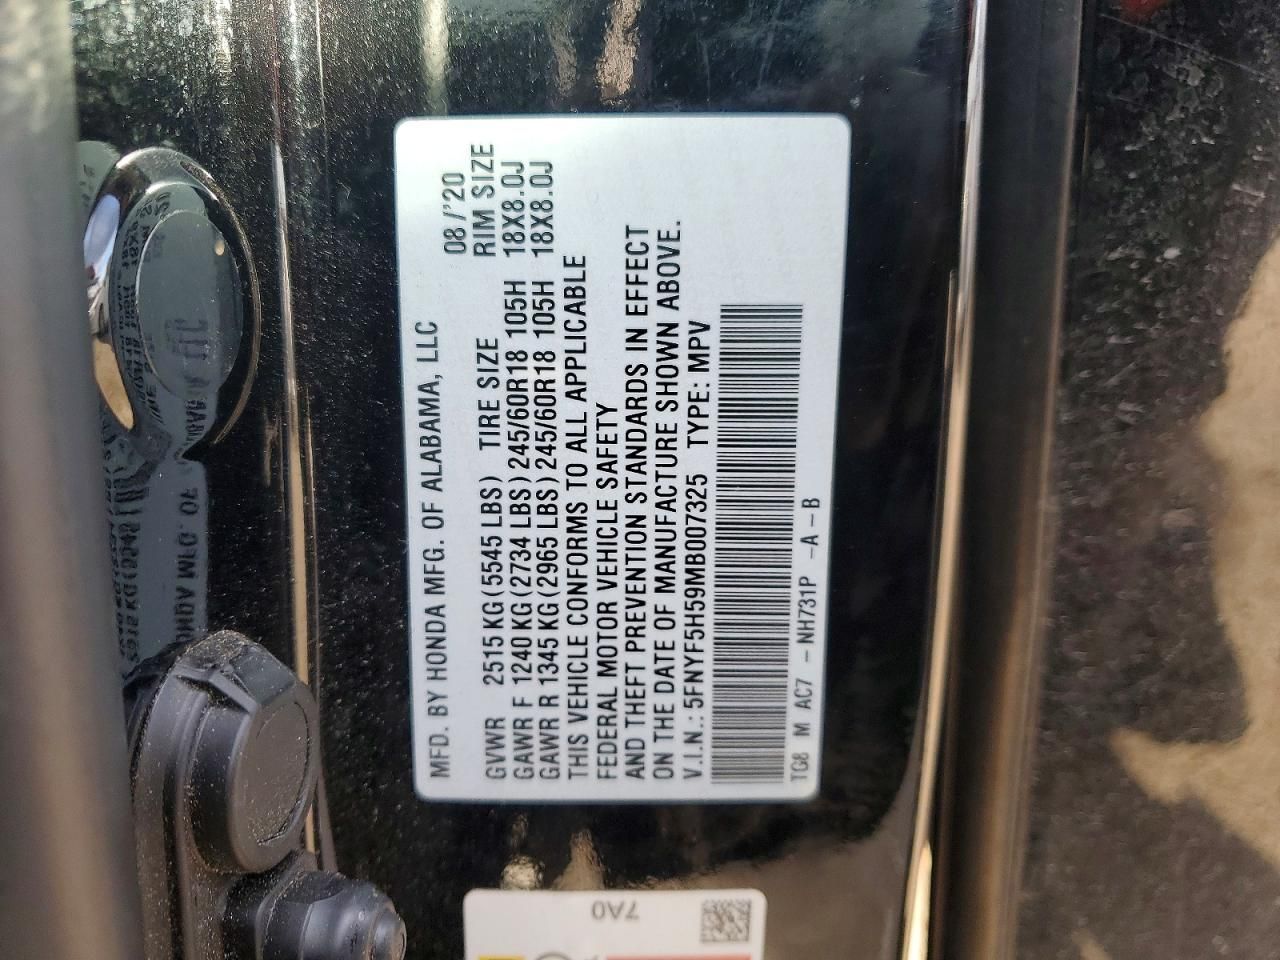 MFD. BY HONDA MFG. OF ALABAMA, LLC 08/'20
GVWR 2515 KG (5545 LBS) TIRE SIZE RIM SIZE
GAWR F 1240 KG (2734 LBS) 245/60R18 105H 18X8.0J
GAWR R 1345 KG (2965 LBS) 245/60R18 105H 18X8.0J
THIS VEHICLE CONFORMS TO ALL APPLICABLE
FEDERAL MOTOR VEHICLE SAFETY
AND THEFT PREVENTION STANDARDS IN EFFECT
ON THE DATE OF MANUFACTURE SHOWN ABOVE.
V.I.N.: 5FNYF5H59MB007325 TYPE: MPV
TG8 M AC7 -NH731P -A-B
7A0